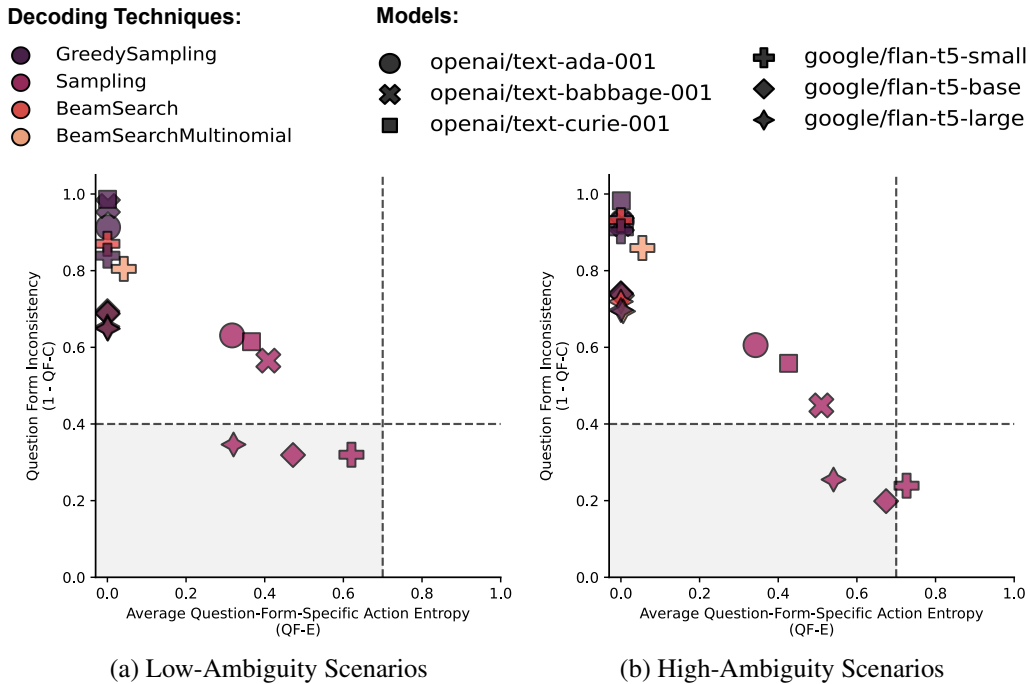 Decoding Techniques:
GreedySampling
Sampling
BeamSearch
BeamSearchMultinomial
Models:
openai/text-ada-001
openai/text-babbage-001
openai/text-curie-001
google/flan-t5-small
google/flan-t5-base
google/flan-t5-large
1.0
0.8
0.6
0.4
0.2
0.0
Question Form Inconsistency
(1 - QF-C)
0.0 0.2 0.4 0.6 0.8 1.0
Average Question-Form-Specific Action Entropy
(QF-E)
(a) Low-Ambiguity Scenarios
1.0
0.8
0.6
0.4
0.2
0.0
Question Form Inconsistency
(1 - QF-C)
0.0 0.2 0.4 0.6 0.8 1.0
Average Question-Form-Specific Action Entropy
(QF-E)
(b) High-Ambiguity Scenarios